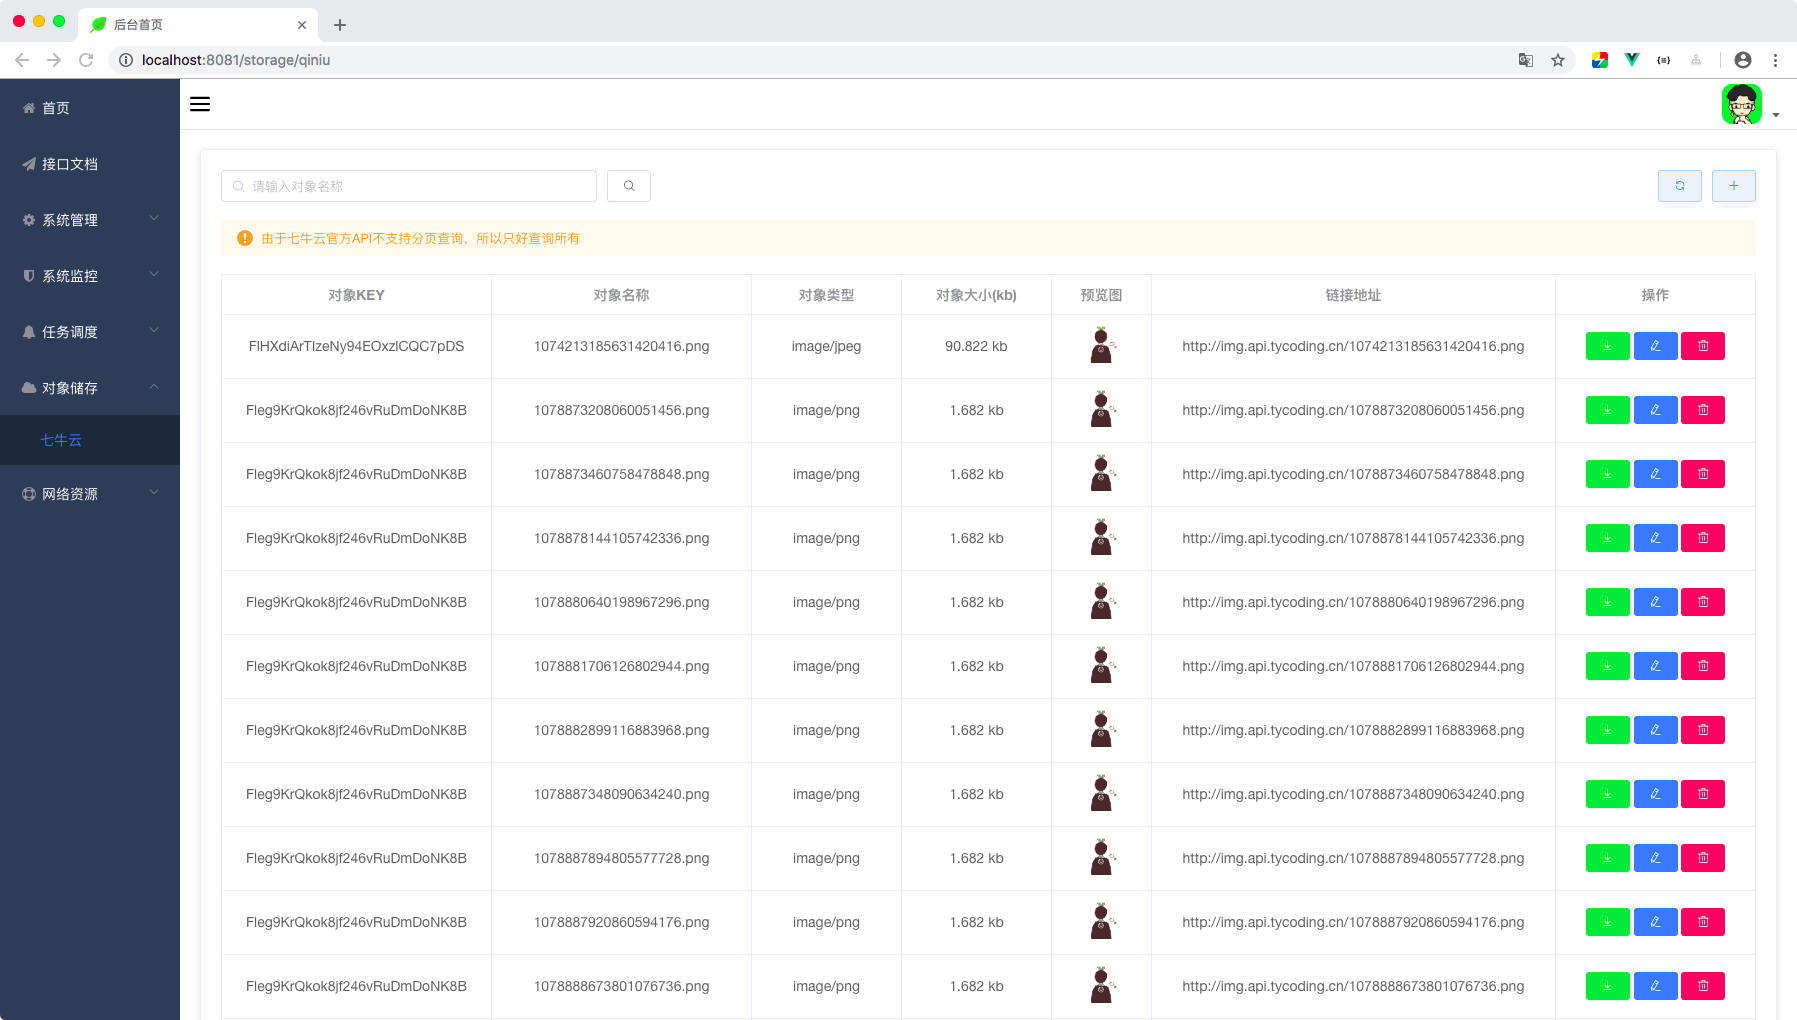 后台首页
localhost:8081/storage/qiniu
首页
接口文档
系统管理
系统监控
任务调度
对象储存
七牛云
网络资源
请输入对象名称
由于七牛云官方API不支持分页查询，所以只好查询所有
对象KEY 对象名称 对象类型 对象大小(kb) 预览图 链接地址 操作
FlHXdiArTlzeNy94EOxzlCQC7pDS 1074213185631420416.png image/jpeg 90.822 kb http://img.api.tycoding.cn/1074213185631420416.png
Fleg9KrQkok8jf246vRuDmDoNK8B 1078873208060051456.png image/png 1.682 kb http://img.api.tycoding.cn/1078873208060051456.png
Fleg9KrQkok8jf246vRuDmDoNK8B 1078873460758478848.png image/png 1.682 kb http://img.api.tycoding.cn/1078873460758478848.png
Fleg9KrQkok8jf246vRuDmDoNK8B 1078878144105742336.png image/png 1.682 kb http://img.api.tycoding.cn/1078878144105742336.png
Fleg9KrQkok8jf246vRuDmDoNK8B 1078880640198967296.png image/png 1.682 kb http://img.api.tycoding.cn/1078880640198967296.png
Fleg9KrQkok8jf246vRuDmDoNK8B 1078881706126802944.png image/png 1.682 kb http://img.api.tycoding.cn/1078881706126802944.png
Fleg9KrQkok8jf246vRuDmDoNK8B 1078882899116883968.png image/png 1.682 kb http://img.api.tycoding.cn/1078882899116883968.png
Fleg9KrQkok8jf246vRuDmDoNK8B 1078887348090634240.png image/png 1.682 kb http://img.api.tycoding.cn/1078887348090634240.png
Fleg9KrQkok8jf246vRuDmDoNK8B 1078887894805577728.png image/png 1.682 kb http://img.api.tycoding.cn/1078887894805577728.png
Fleg9KrQkok8jf246vRuDmDoNK8B 1078887920860594176.png image/png 1.682 kb http://img.api.tycoding.cn/1078887920860594176.png
Fleg9KrQkok8jf246vRuDmDoNK8B 1078888673801076736.png image/png 1.682 kb http://img.api.tycoding.cn/1078888673801076736.png